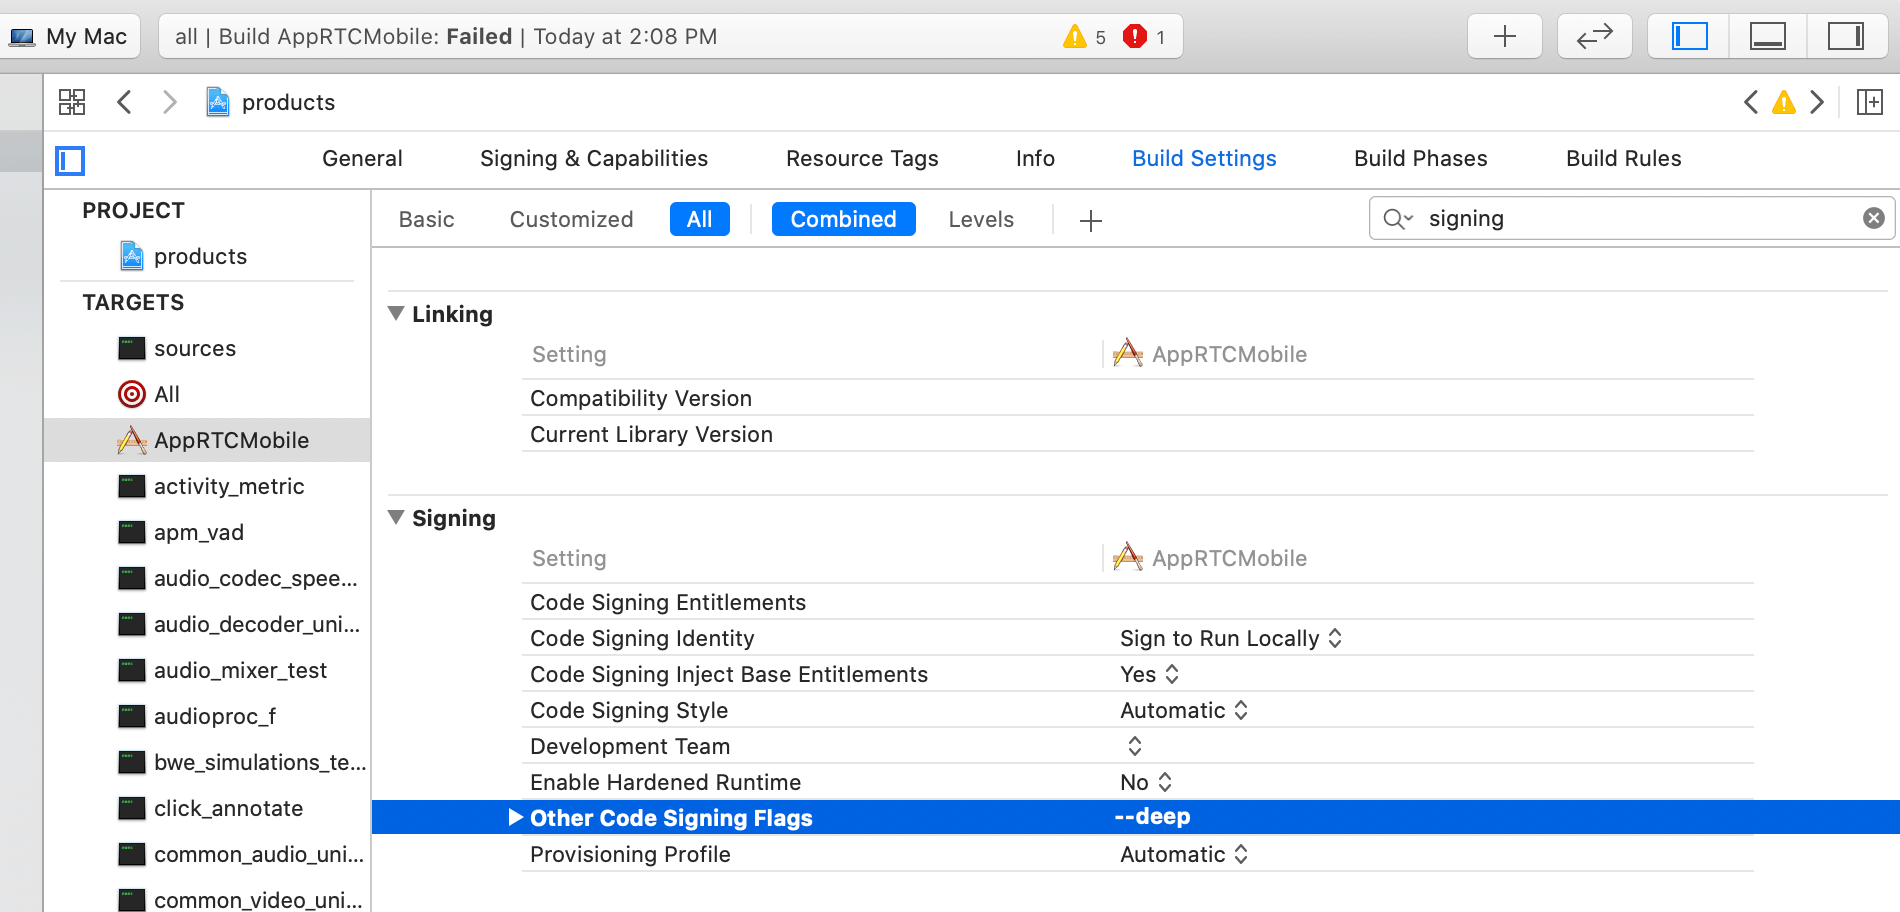 My Mac
all | Build AppRTCMobile: Failed | Today at 2:08 PM
5
1
products
General Signing & Capabilities Resource Tags Info Build Settings Build Phases Build Rules
PROJECT
products
TARGETS
sources
All
AppRTCMobile
activity_metric
apm_vad
audio_codec_spee...
audio_decoder_uni...
audio_mixer_test
audioproc_f
bwe_simulations_te...
click_annotate
common_audio_uni...
common_video_uni...
Basic Customized All Combined Levels
signing
Linking
Setting AppRTCMobile
Compatibility Version
Current Library Version
Signing
Setting AppRTCMobile
Code Signing Entitlements
Code Signing Identity Sign to Run Locally
Code Signing Inject Base Entitlements Yes
Code Signing Style Automatic
Development Team
Enable Hardened Runtime No
Other Code Signing Flags --deep
Provisioning Profile Automatic